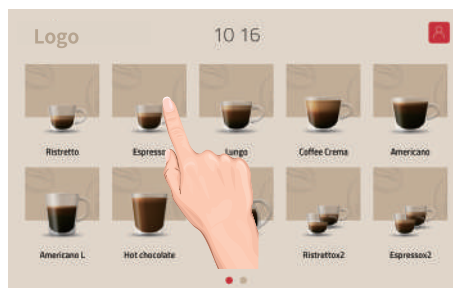 Logo
10 16
Ristretto
Espresso
Lungo
Coffee Crema
Americano
Americano L
Hot chocolate
Ristrettox2
Espressox2